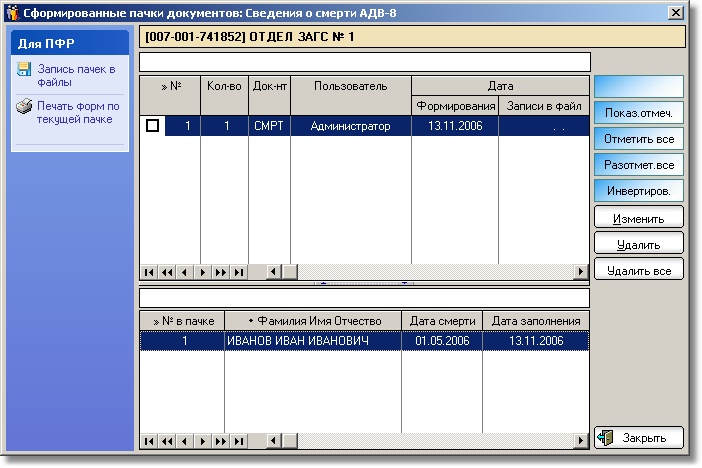 Сформированные пачки документов: Сведения о смерти АДВ-8
Для ПФР
Запись пачек в
файлы
Печать форм по
текущей пачке
[007-001-741852] ОТДЕЛ ЗАГС № 1
» № Кол-во Док-нт Пользователь Дата
Формирования Записи в файл
1 1 СМРТ Администратор 13.11.2006 . .
Показ.отмеч.
Отметить все
Разотмет.все
Инвертиров.
Изменить
Удалить
Удалить все
» № в пачке • Фамилия Имя Отчество Дата смерти Дата заполнения
1 ИВАНОВ ИВАН ИВАНОВИЧ 01.05.2006 13.11.2006
Закрыть